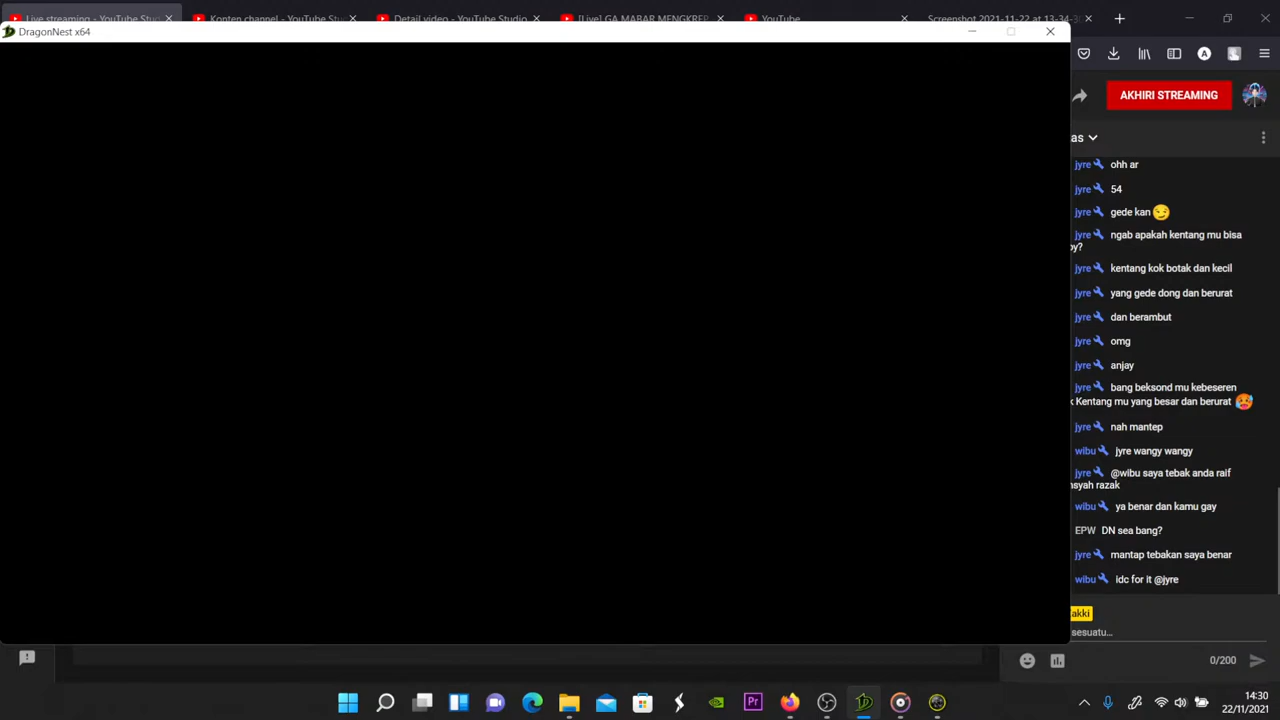 Live streaming - YouTube Stud
Konten channel - YouTube Stu
Detail video - YouTube Studio
[Live] GA MABAR MENGKREP
YouTube
Screenshot 2021-11-22 at 13-34-3
DragonNest x64
A
AKHIRI STREAMING
as
jyre ohh ar
jyre 54
jyre gede kan 😏
jyre ngab apakah kentang mu bisa
oy?
jyre kentang kok botak dan kecil
jyre yang gede dong dan berurat
jyre dan berambut
jyre omg
jyre anjay
jyre bang beksond mu kebeseren
k Kentang mu yang besar dan berurat 🥵
jyre nah mantep
wibu jyre wangy wangy
jyre @wibu saya tebak anda raif
nsyah razak
wibu ya benar dan kamu gay
EPW DN sea bang?
jyre mantap tebakan saya benar
wibu idc for it @jyre
akki
sesuatu...
0/200
Pr
14:30
22/11/2021